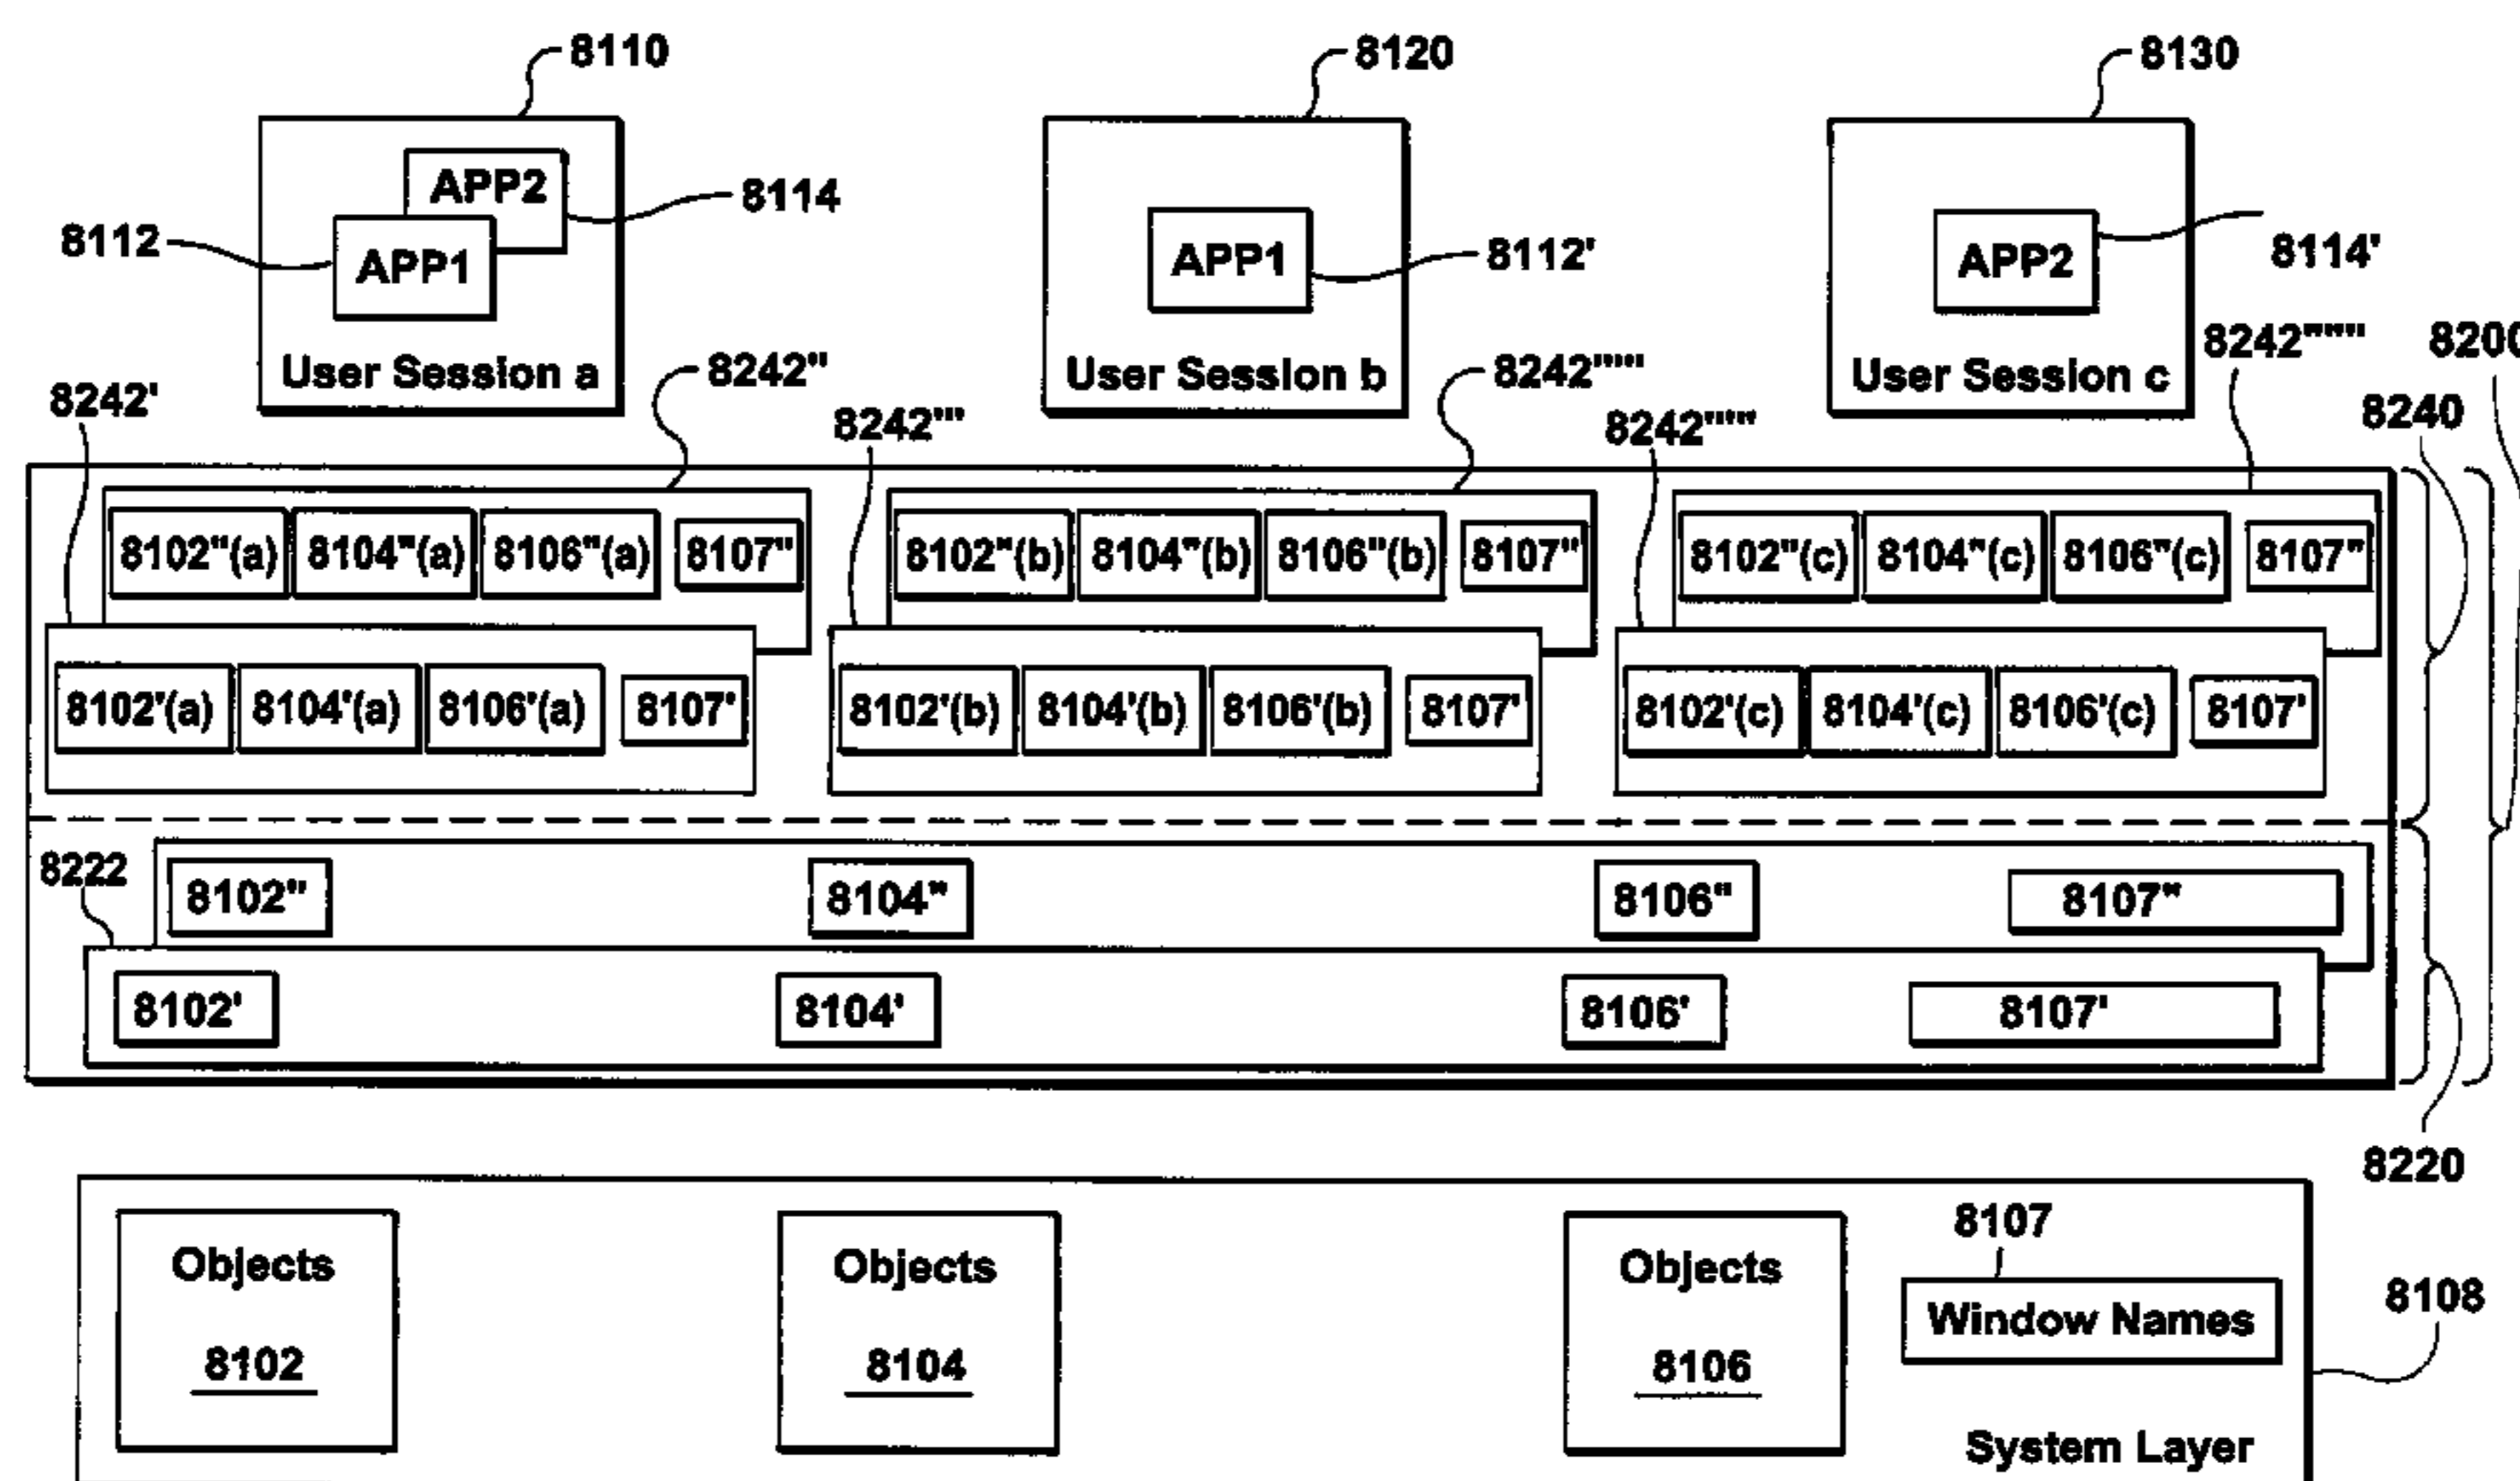 8110
8120
8130
APP2
8114
8112
APP1
APP1
8112'
APP2
8114'
User Session a
User Session b
User Session c
8242'
8242"
8242'"
8242'""
8242""
8242"""
8200
8240
8102"(a) 8104"(a) 8106"(a) 8107"
8102"(b) 8104"(b) 8106"(b) 8107"
8102"(c) 8104"(c) 8106"(c) 8107"
8102'(a) 8104'(a) 8106'(a) 8107'
8102'(b) 8104'(b) 8106'(b) 8107'
8102'(c) 8104'(c) 8106'(c) 8107'
8222
8102" 8104" 8106" 8107"
8102' 8104' 8106' 8107'
8220
Objects
8102
Objects
8104
Objects
8106
8107
Window Names
8108
System Layer